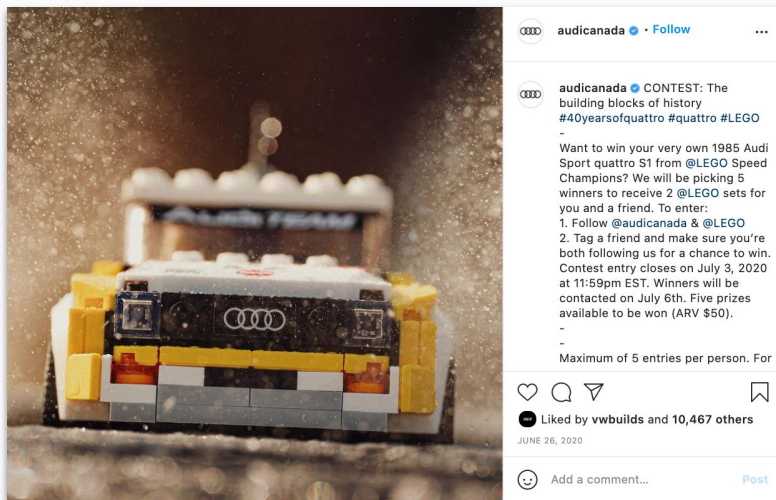 audicanada • Follow
audicanada CONTEST: The
building blocks of history
#40yearsofquattro #quattro #LEGO
-
Want to win your very own 1985 Audi
Sport quattro S1 from @LEGO Speed
Champions? We will be picking 5
winners to receive 2 @LEGO sets for
you and a friend. To enter:
1. Follow @audicanada & @LEGO
2. Tag a friend and make sure you're
both following us for a chance to win.
Contest entry closes on July 3, 2020
at 11:59pm EST. Winners will be
contacted on July 6th. Five prizes
available to be won (ARV $50).
-
-
Maximum of 5 entries per person. For
Liked by vwbuilds and 10,467 others
JUNE 26, 2020
Add a comment...
Post
AUDI TEAM